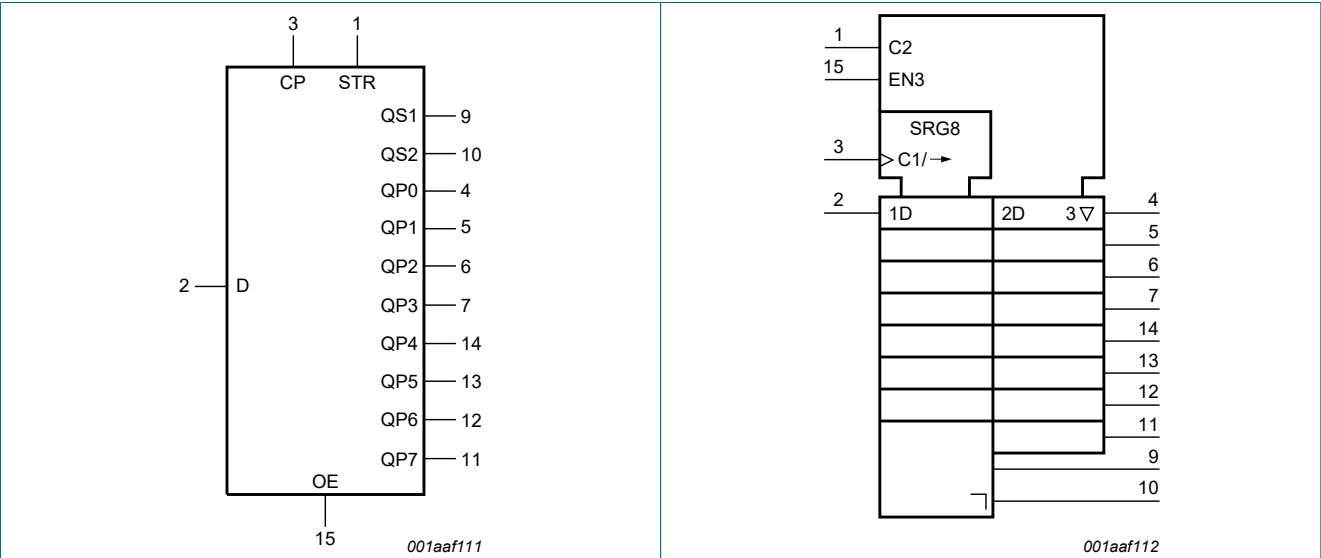 3 1
CP STR
QS1 9
QS2 10
QP0 4
QP1 5
QP2 6
2 D
QP3 7
QP4 14
QP5 13
QP6 12
QP7 11
OE
15
001aaf111
1 C2
15 EN3
SRG8
3 C1/→
2 1D 2D 3▽ 4
5
6
7
14
13
12
11
9
10
001aaf112